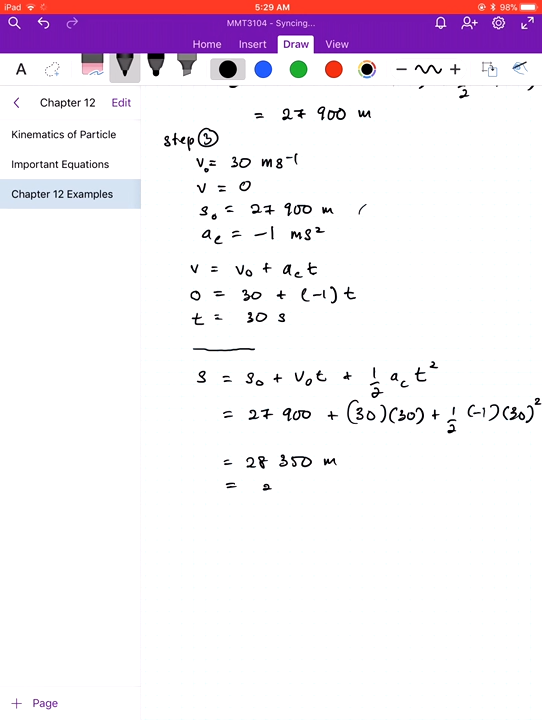 iPad 5:29 AM 98%
MMT3104 - Syncing...
Home Insert Draw View
A
Chapter 12 Edit
Kinematics of Particle
Important Equations
Chapter 12 Examples
2
= 27 900 m
step ③
v₀ = 30 ms⁻¹
v = 0
s₀ = 27 900 m (
a꜀ = -1 ms²
v = v₀ + a꜀ t
0 = 30 + (-1) t
t = 30 s
s = s₀ + v₀t + 1/2 a꜀ t²
= 27 900 + (30)(30) + 1/2 (-1)(30)²
= 28 350 m
= 2
+ Page